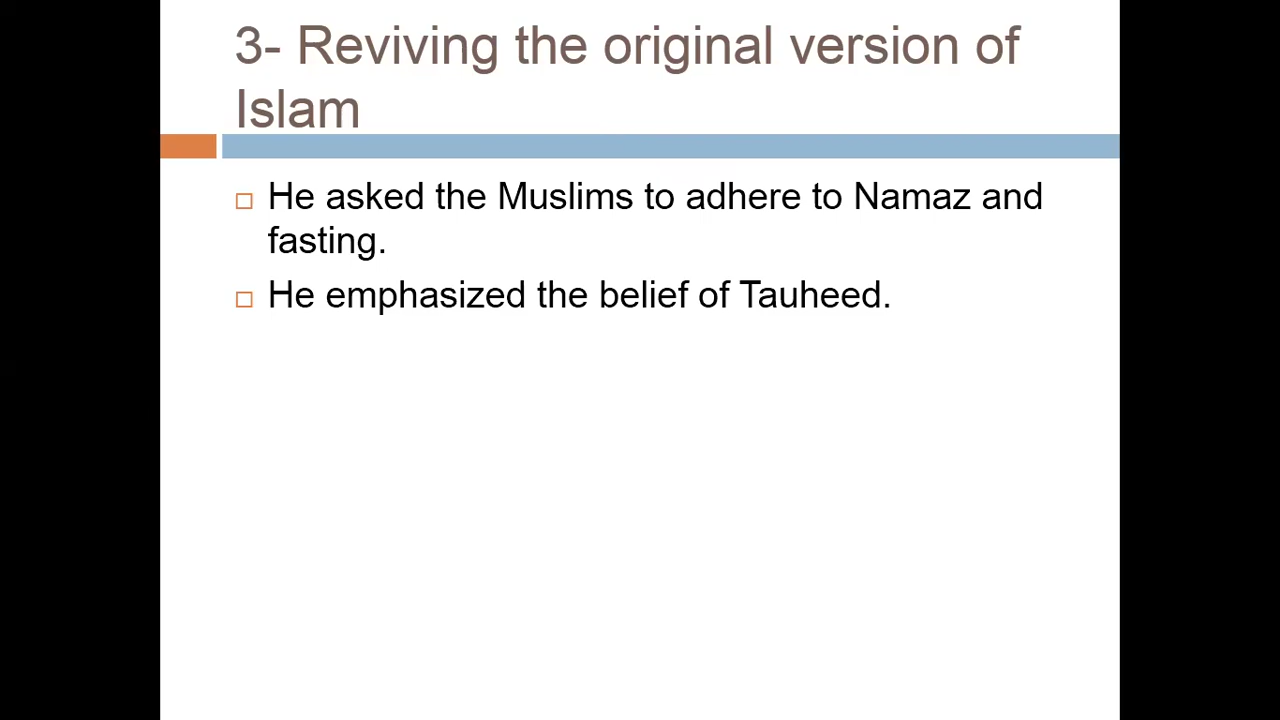 3- Reviving the original version of
Islam
He asked the Muslims to adhere to Namaz and
fasting.
He emphasized the belief of Tauheed.